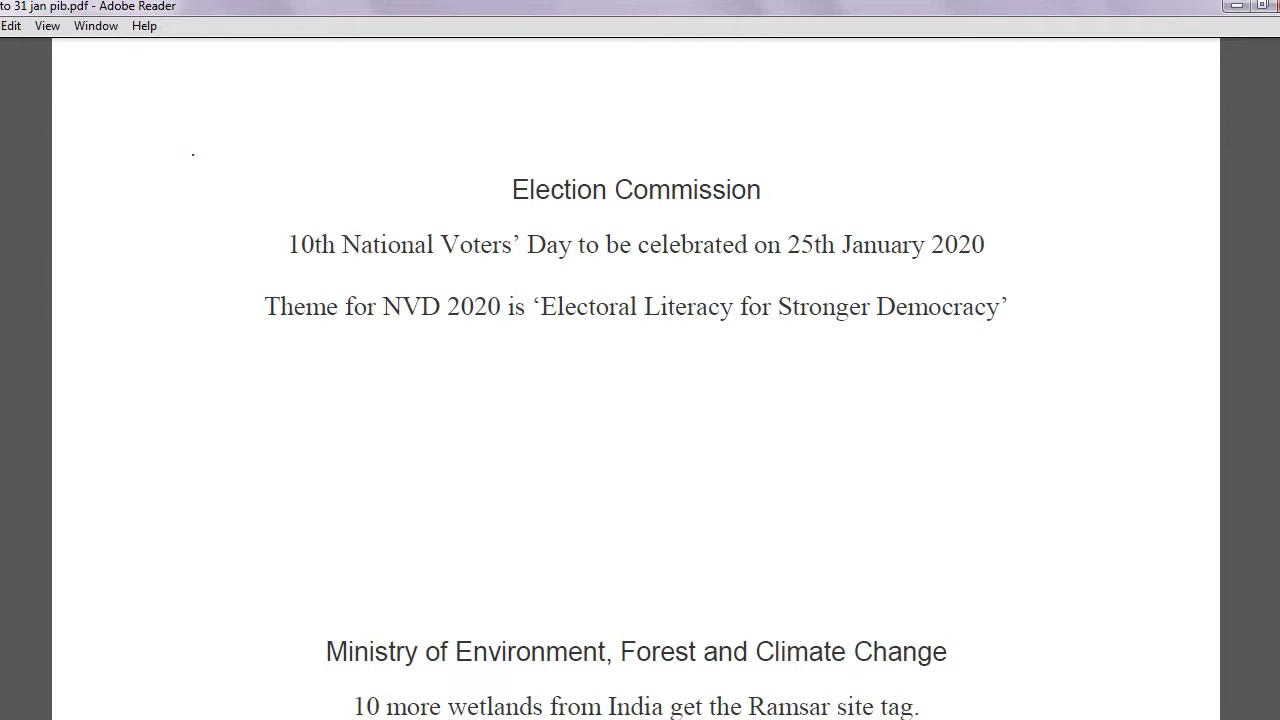 to 31 jan pib.pdf - Adobe Reader
Edit View Window Help
.
Election Commission
10th National Voters’ Day to be celebrated on 25th January 2020
Theme for NVD 2020 is ‘Electoral Literacy for Stronger Democracy’
Ministry of Environment, Forest and Climate Change
10 more wetlands from India get the Ramsar site tag.